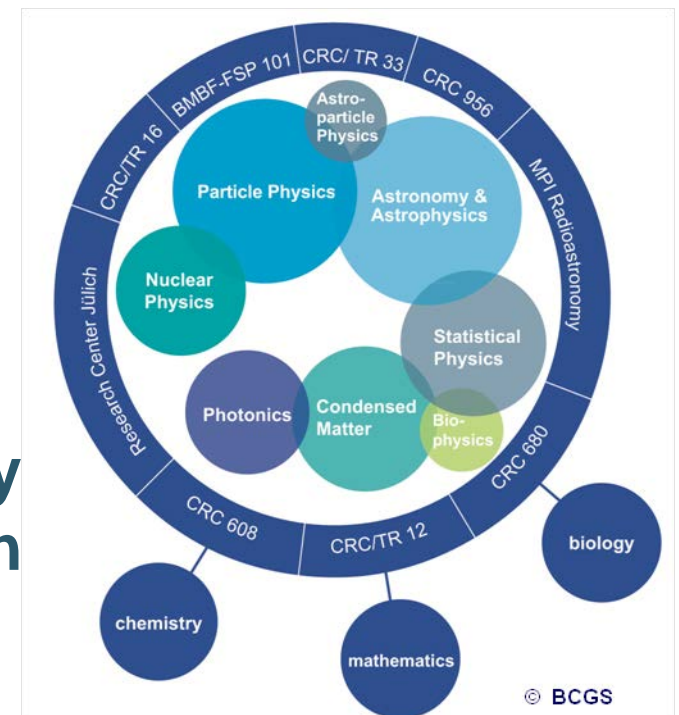 BMBF-FSP 101
CRC/ TR 33
CRC 956
MPI Radioastronomy
CRC 680
CRC/TR 12
CRC 608
Research Center Jülich
CRC/TR 16
Astro-
particle
Physics
Particle Physics
Astronomy &
Astrophysics
Nuclear
Physics
Statistical
Physics
Photonics
Condensed
Matter
Bio-
physics
y
n
chemistry
mathematics
biology
© BCGS